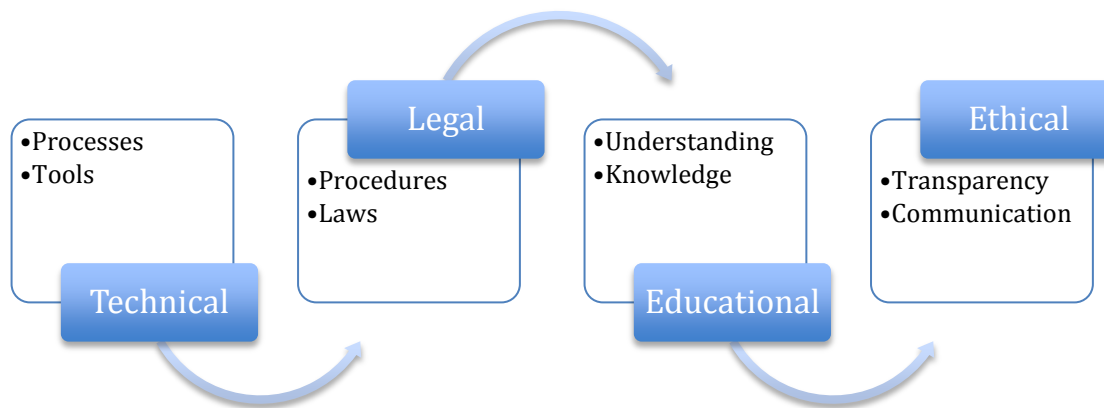 •Processes
•Tools
Technical
Legal
•Procedures
•Laws
•Understanding
•Knowledge
Educational
Ethical
•Transparency
•Communication